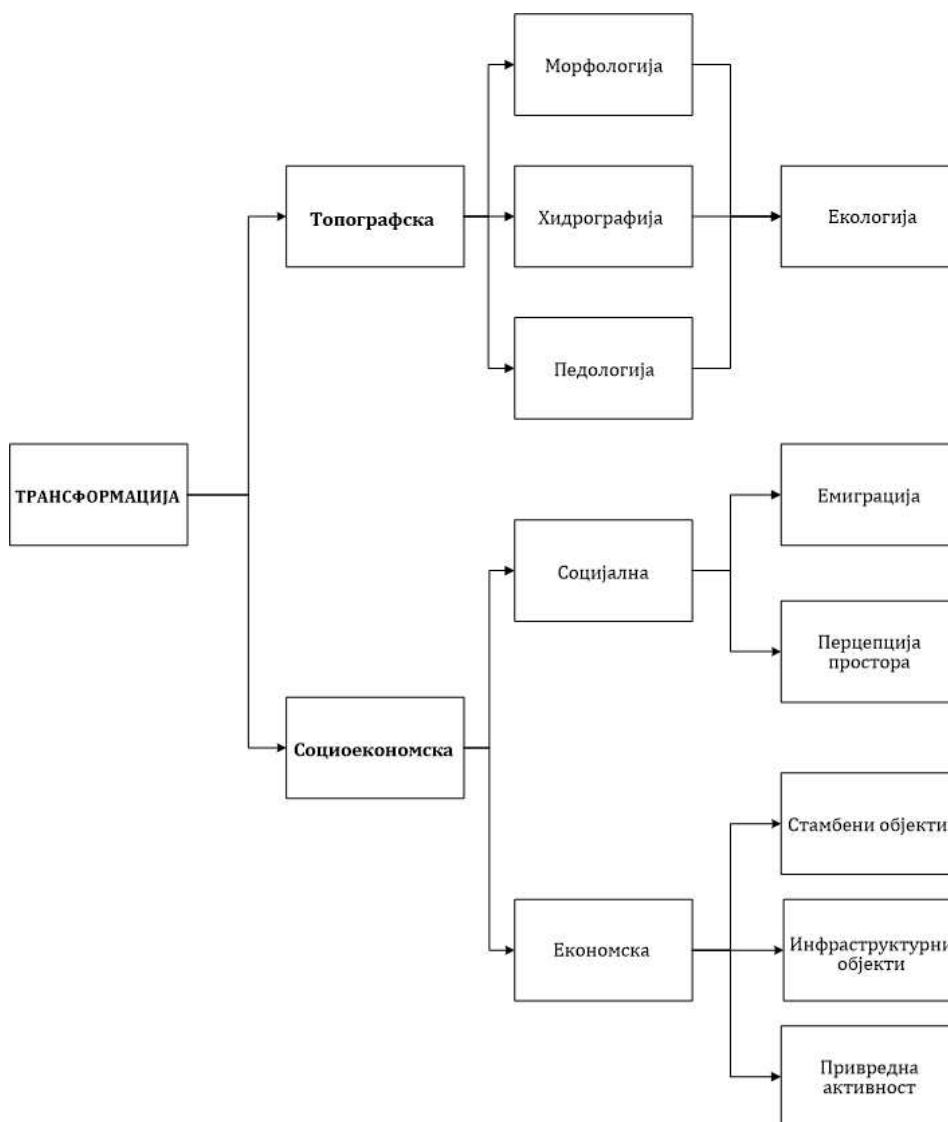 Морфологија
Топографска
Хидрографија
Екологија
Педологија
ТРАНСФОРМАЦИЈА
Емиграција
Социјална
Перцепција
простора
Социоекономска
Стамбени објекти
Економска
Инфраструктурни
објекти
Привредна
активност